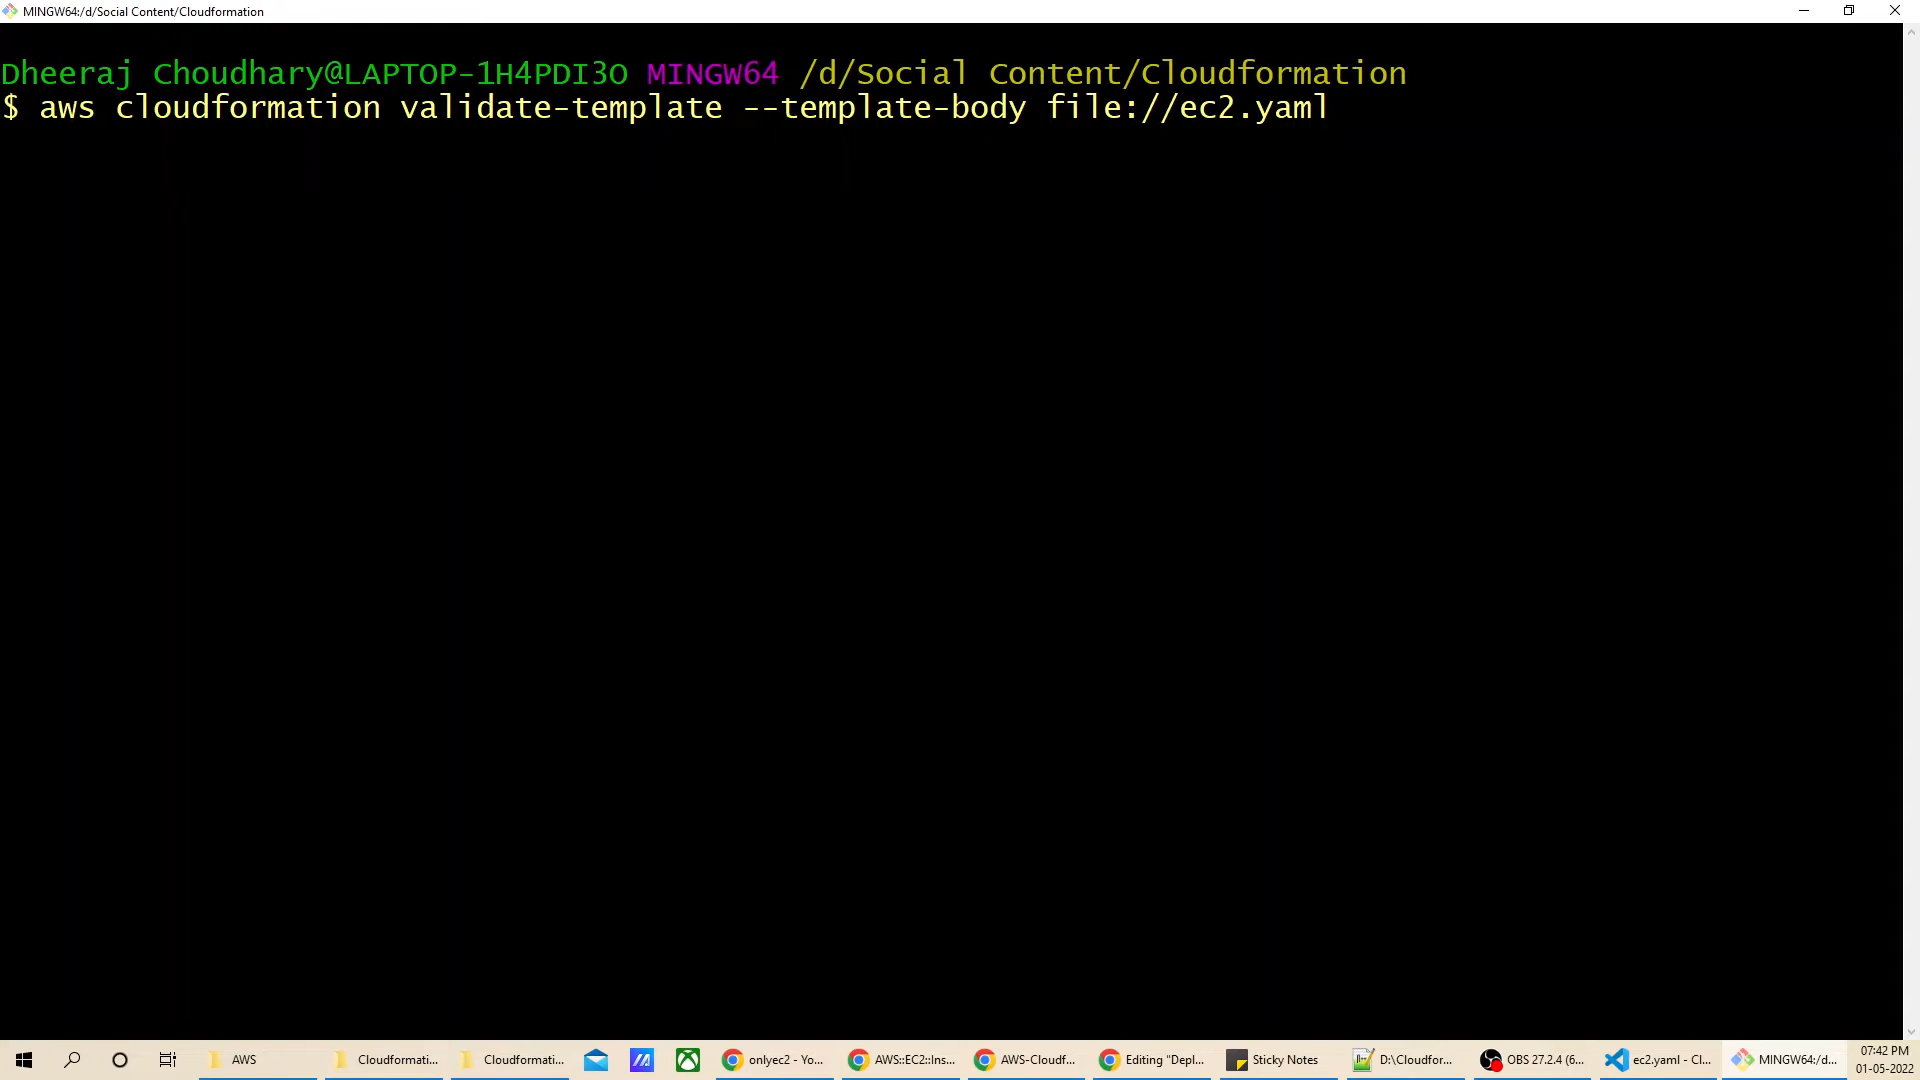 MINGW64:/d/Social Content/Cloudformation
Dheeraj Choudhary@LAPTOP-1H4PDI3O MINGW64 /d/Social Content/Cloudformation
$ aws cloudformation validate-template --template-body file://ec2.yaml
AWS
Cloudformati...
Cloudformati...
onlyec2 - Yo...
AWS::EC2::Ins...
AWS-Cloudf...
Editing "Depl...
Sticky Notes
D:\Cloudfor...
OBS 27.2.4 (6...
ec2.yaml - Cl...
MINGW64:/d...
07:42 PM
01-05-2022